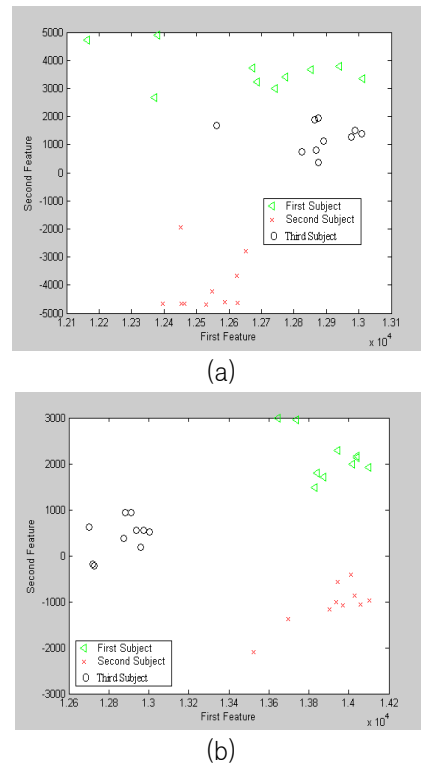 5000
4000
3000
2000
1000
0
-1000
-2000
-3000
-4000
-5000
Second Feature
First Subject
Second Subject
Third Subject
1.21 1.22 1.23 1.24 1.25 1.26 1.27 1.28 1.29 1.3 1.31
First Feature
x 10^4
(a)
3000
2000
1000
0
-1000
-2000
-3000
Second Feature
First Subject
Second Subject
Third Subject
1.26 1.28 1.3 1.32 1.34 1.36 1.38 1.4 1.42
First Feature
x 10^4
(b)